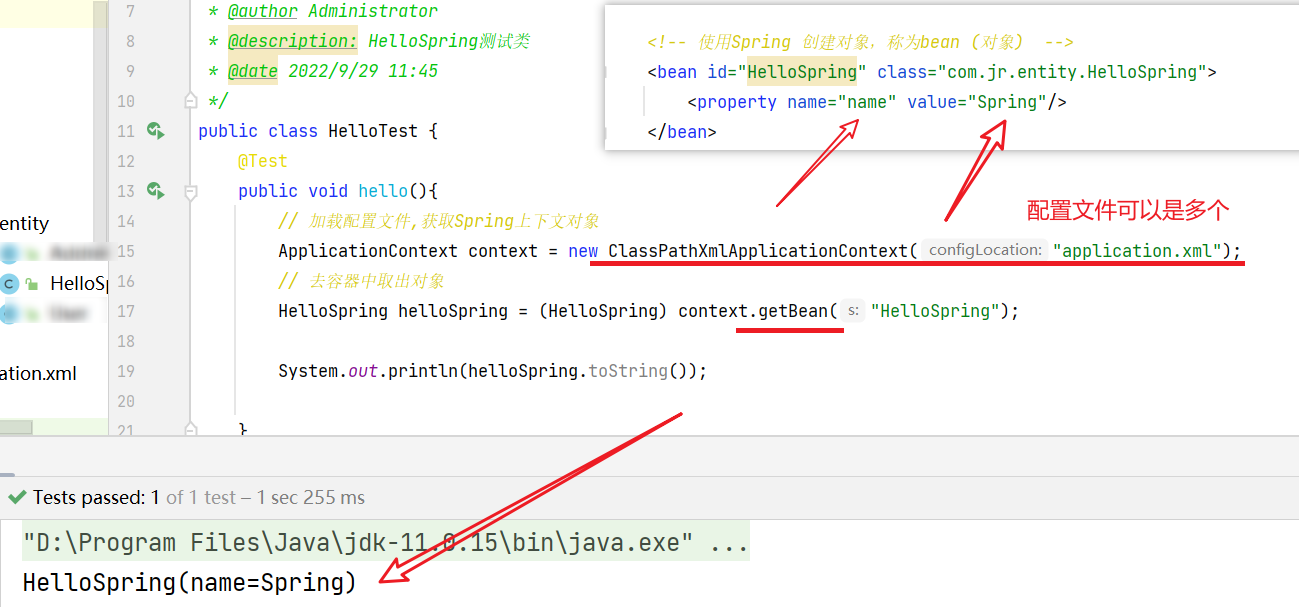 7 * @author Administrator
8 * @description: HelloSpring测试类
9 * @date 2022/9/29 11:45
10 */
11 public class HelloTest {
12 @Test
13 public void hello(){
14 // 加载配置文件,获取Spring上下文对象
15 ApplicationContext context = new ClassPathXmlApplicationContext( configLocation: "application.xml");
16 // 去容器中取出对象
17 HelloSpring helloSpring = (HelloSpring) context.getBean( s: "HelloSpring");
18
19 System.out.println(helloSpring.toString());
20
21 }
<!-- 使用Spring 创建对象，称为bean (对象) -->
<bean id="HelloSpring" class="com.jr.entity.HelloSpring">
<property name="name" value="Spring"/>
</bean>
配置文件可以是多个
entity
C HelloSp
ation.xml
Tests passed: 1 of 1 test – 1 sec 255 ms
"D:\Program Files\Java\jdk-11.0.15\bin\java.exe" ...
HelloSpring(name=Spring)